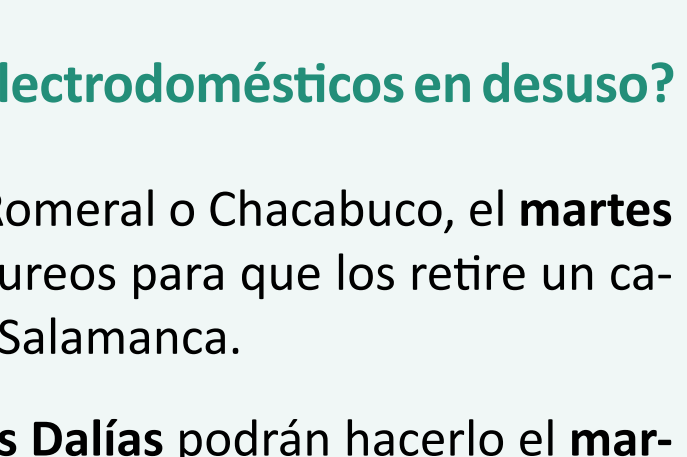 lectrodomésticos en desuso?
Romeral o Chacabuco, el martes
ureos para que los retire un ca-
Salamanca.
s Dalías podrán hacerlo el mar-